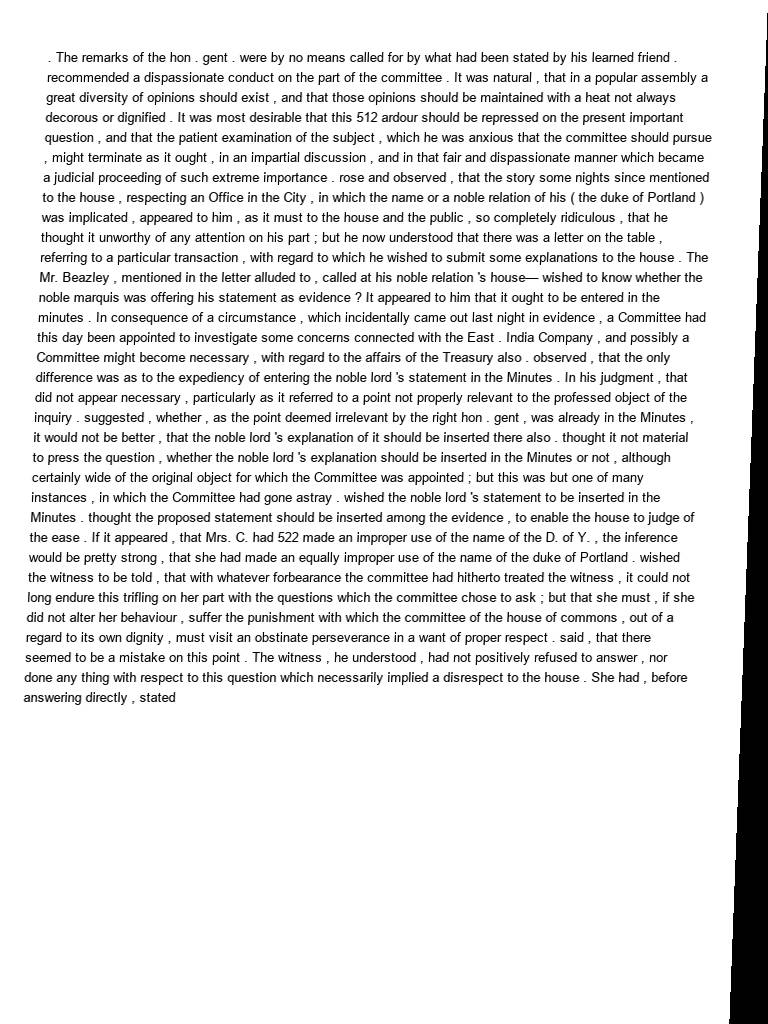 . The remarks of the hon . gent . were by no means called for by what had been stated by his learned friend .
recommended a dispassionate conduct on the part of the committee . It was natural , that in a popular assembly a
great diversity of opinions should exist , and that those opinions should be maintained with a heat not always
decorous or dignified . It was most desirable that this 512 ardour should be repressed on the present important
question , and that the patient examination of the subject , which he was anxious that the committee should pursue
, might terminate as it ought , in an impartial discussion , and in that fair and dispassionate manner which became
a judicial proceeding of such extreme importance . rose and observed , that the story some nights since mentioned
to the house , respecting an Office in the City , in which the name or a noble relation of his ( the duke of Portland )
was implicated , appeared to him , as it must to the house and the public , so completely ridiculous , that he
thought it unworthy of any attention on his part ; but he now understood that there was a letter on the table ,
referring to a particular transaction , with regard to which he wished to submit some explanations to the house . The
Mr. Beazley , mentioned in the letter alluded to , called at his noble relation 's house— wished to know whether the
noble marquis was offering his statement as evidence ? It appeared to him that it ought to be entered in the
minutes . In consequence of a circumstance , which incidentally came out last night in evidence , a Committee had
this day been appointed to investigate some concerns connected with the East . India Company , and possibly a
Committee might become necessary , with regard to the affairs of the Treasury also . observed , that the only
difference was as to the expediency of entering the noble lord 's statement in the Minutes . In his judgment , that
did not appear necessary , particularly as it referred to a point not properly relevant to the professed object of the
inquiry . suggested , whether , as the point deemed irrelevant by the right hon . gent , was already in the Minutes ,
it would not be better , that the noble lord 's explanation of it should be inserted there also . thought it not material
to press the question , whether the noble lord 's explanation should be inserted in the Minutes or not , although
certainly wide of the original object for which the Committee was appointed ; but this was but one of many
instances , in which the Committee had gone astray . wished the noble lord 's statement to be inserted in the
Minutes . thought the proposed statement should be inserted among the evidence , to enable the house to judge of
the ease . If it appeared , that Mrs. C. had 522 made an improper use of the name of the D. of Y. , the inference
would be pretty strong , that she had made an equally improper use of the name of the duke of Portland . wished
the witness to be told , that with whatever forbearance the committee had hitherto treated the witness , it could not
long endure this trifling on her part with the questions which the committee chose to ask ; but that she must , if she
did not alter her behaviour , suffer the punishment with which the committee of the house of commons , out of a
regard to its own dignity , must visit an obstinate perseverance in a want of proper respect . said , that there
seemed to be a mistake on this point . The witness , he understood , had not positively refused to answer , nor
done any thing with respect to this question which necessarily implied a disrespect to the house . She had , before
answering directly , stated